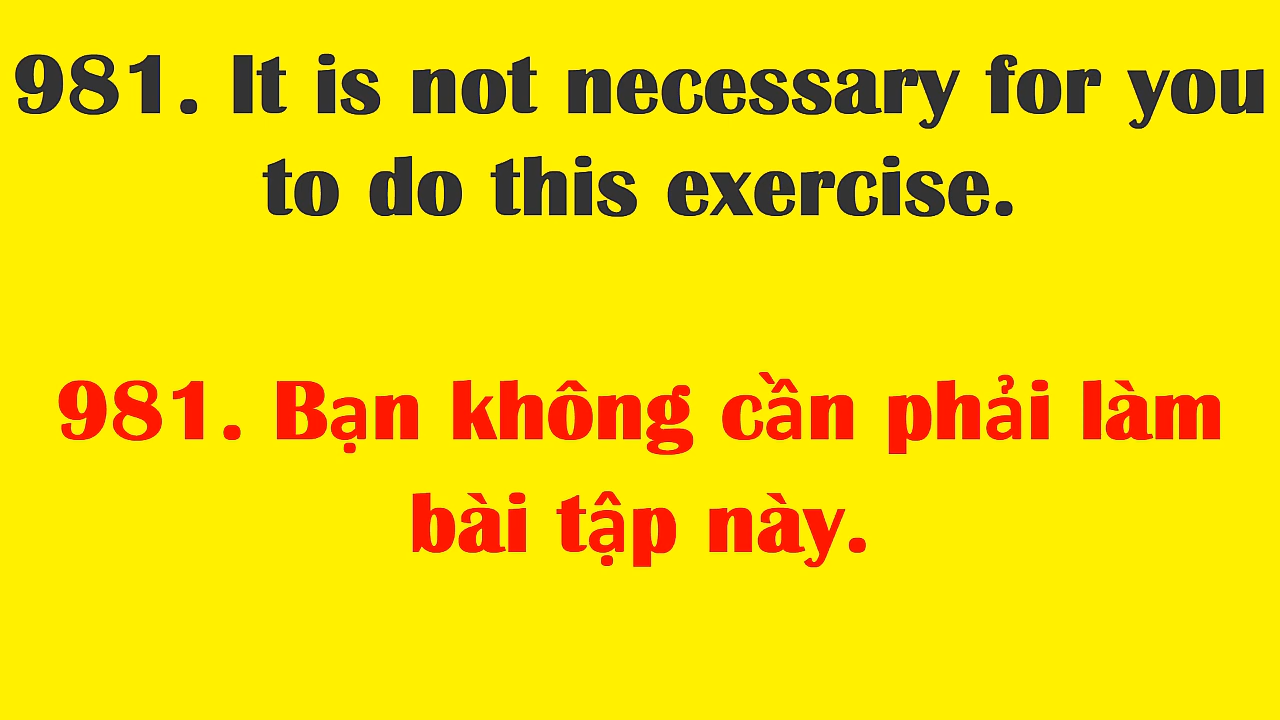 981. It is not necessary for you
to do this exercise.
981. Bạn không cần phải làm
bài tập này.